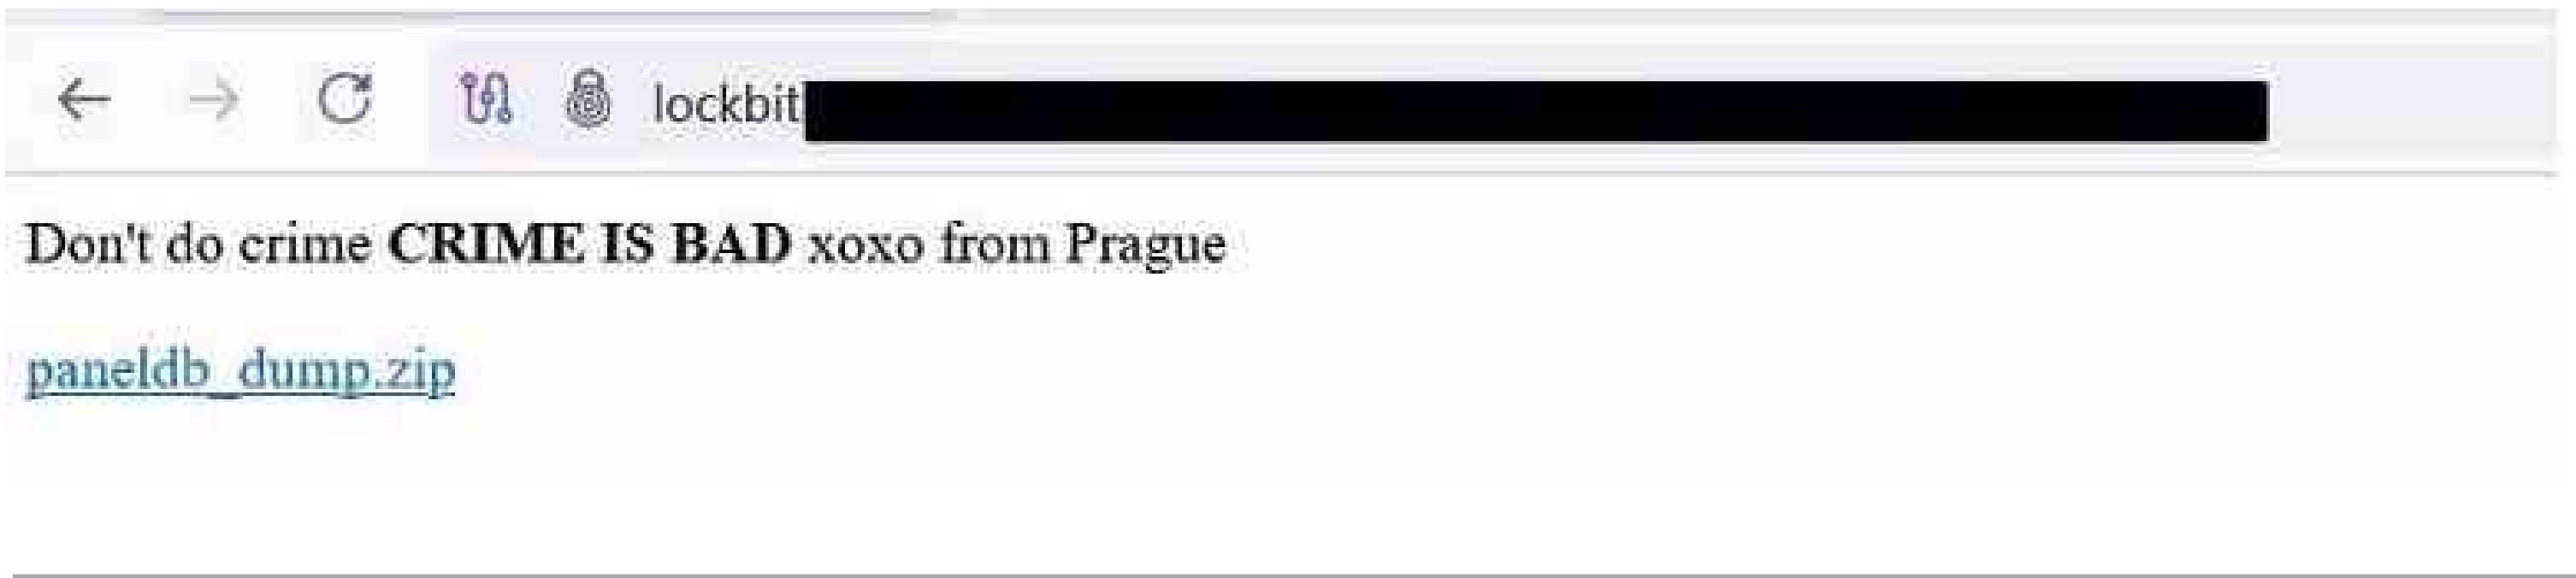 lockbit
Don't do crime CRIME IS BAD xoxo from Prague
paneldb_dump.zip